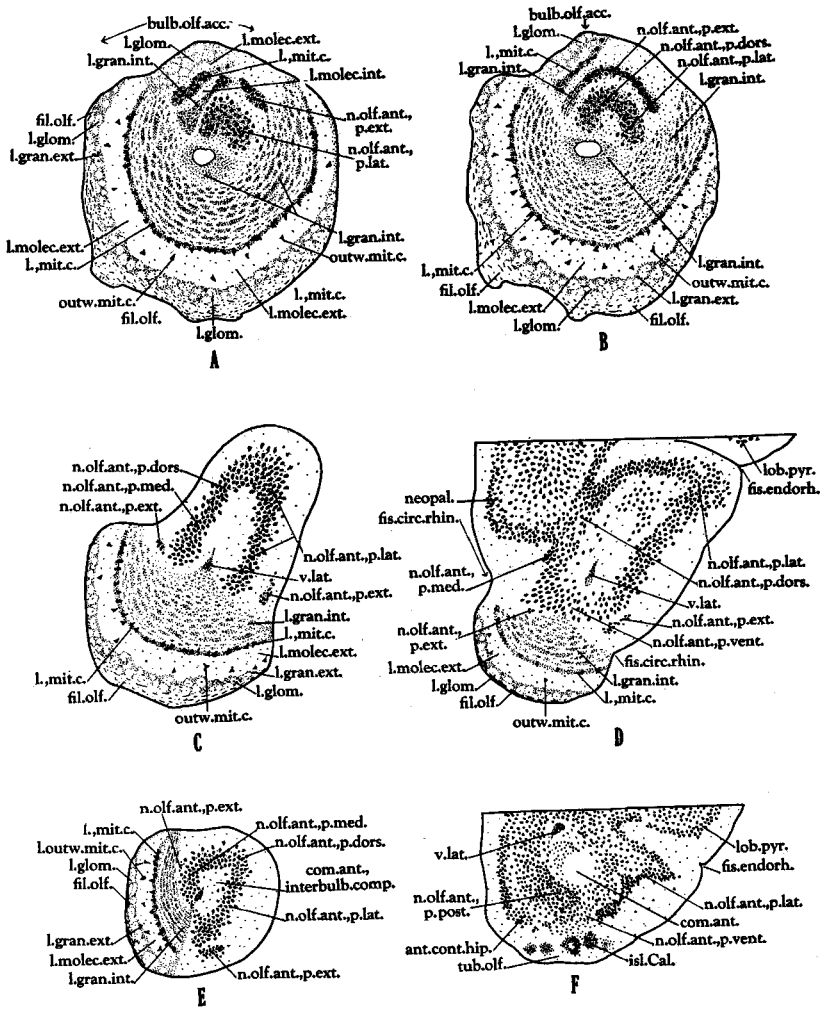 bulb.olf.acc.
l.glom.
l.molec.ext.
l.gran.int.
l.,mit.c.
l.molec.int.
fil.olf.
l.glom.
l.gran.ext.
n.olf.ant.,
p.ext.
n.olf.ant.,
p.lat.
l.molec.ext.
l.,mit.c.
l.gran.int.
outw.mit.c.
outw.mit.c.
l.,mit.c.
fil.olf.
l.molec.ext.
l.glom.
A
bulb.olf.acc.
l.glom.
n.olf.ant.,p.ext.
n.olf.ant.,p.dors.
l.,mit.c.
n.olf.ant.,p.lat.
l.gran.int.
l.gran.int.
l.,mit.c.
l.gran.int.
fil.olf.
outw.mit.c.
l.molec.ext.
l.gran.ext.
l.glom.
fil.olf.
B
n.olf.ant.,p.dors.
n.olf.ant.,p.med.
n.olf.ant.,p.ext.
n.olf.ant.,p.lat.
v.lat.
n.olf.ant.,p.ext.
l.gran.int.
l.,mit.c.
l.molec.ext.
l.,mit.c.
l.gran.ext.
fil.olf.
l.glom.
outw.mit.c.
C
lob.pyr.
fis.endorh.
neopal.
fis.circ.rhin.
n.olf.ant.,
p.med.
n.olf.ant.,p.lat.
n.olf.ant.,p.dors.
v.lat.
n.olf.ant.,
p.ext.
n.olf.ant.,p.ext.
n.olf.ant.,p.vent.
l.molec.ext.
fis.circ.rhin.
l.glom.
l.gran.int.
fil.olf.
l.,mit.c.
outw.mit.c.
D
n.olf.ant.,p.ext.
l.,mit.c.
n.olf.ant.,p.med.
l.outw.mit.c.
n.olf.ant.,p.dors.
l.glom.
com.ant.,
interbulb.comp.
fil.olf.
n.olf.ant.,p.lat.
l.gran.ext.
l.molec.ext.
l.gran.int.
n.olf.ant.,p.ext.
E
v.lat.
lob.pyr.
fis.endorh.
n.olf.ant.,
p.post.
n.olf.ant.,p.lat.
com.ant.
ant.cont.hip.
n.olf.ant.,p.vent.
tub.olf.
isl.Cal.
F